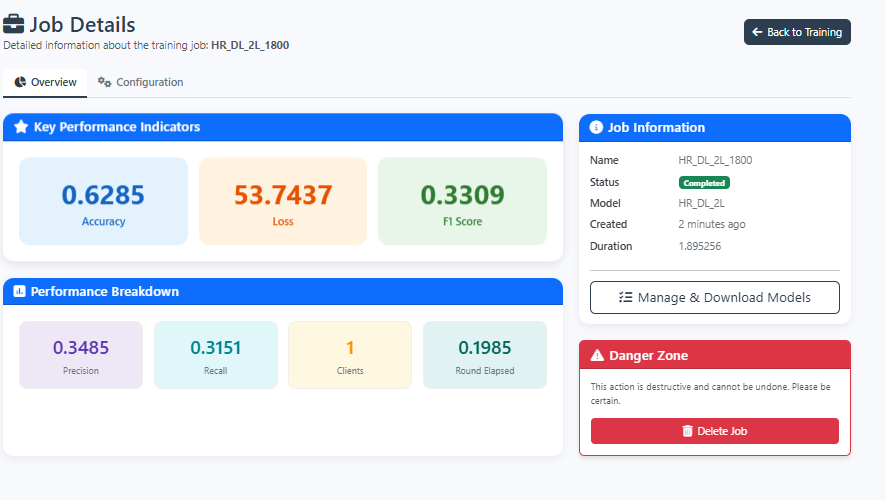 Job Details
Detailed information about the training job: HR_DL_2L_1800
Back to Training
Overview
Configuration
Key Performance Indicators
0.6285
Accuracy
53.7437
Loss
0.3309
F1 Score
Performance Breakdown
0.3485
Precision
0.3151
Recall
1
Clients
0.1985
Round Elapsed
Job Information
Name HR_DL_2L_1800
Status Completed
Model HR_DL_2L
Created 2 minutes ago
Duration 1.895256
Manage & Download Models
Danger Zone
This action is destructive and cannot be undone. Please be
certain.
Delete Job